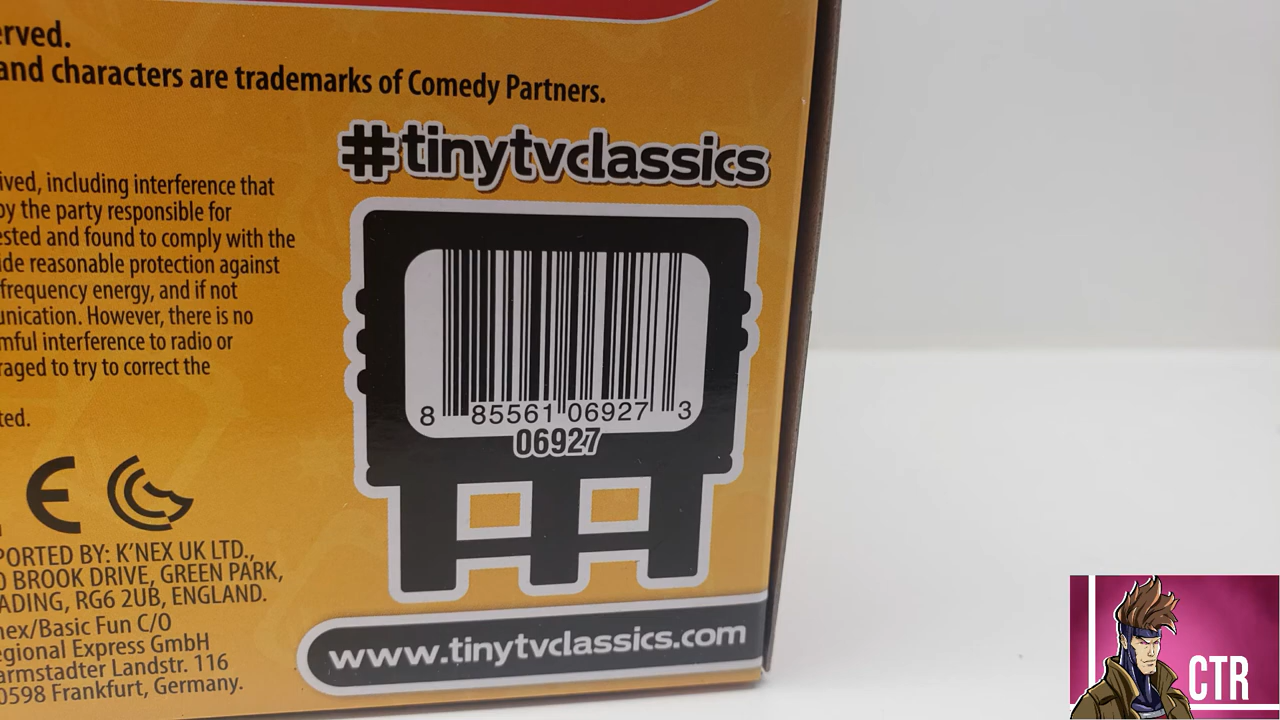 erved.
and characters are trademarks of Comedy Partners.
#tinytvclassics
ived, including interference that
by the party responsible for
ested and found to comply with the
ide reasonable protection against
frequency energy, and if not
unication. However, there is no
mful interference to radio or
raged to try to correct the
ted.
8 85561 06927 3
06927
CE
PORTED BY: K'NEX UK LTD.,
0 BROOK DRIVE, GREEN PARK,
ADING, RG6 2UB, ENGLAND.
nex/Basic Fun C/O
egional Express GmbH
armstadter Landstr. 116
0598 Frankfurt, Germany.
www.tinytvclassics.com
CTR